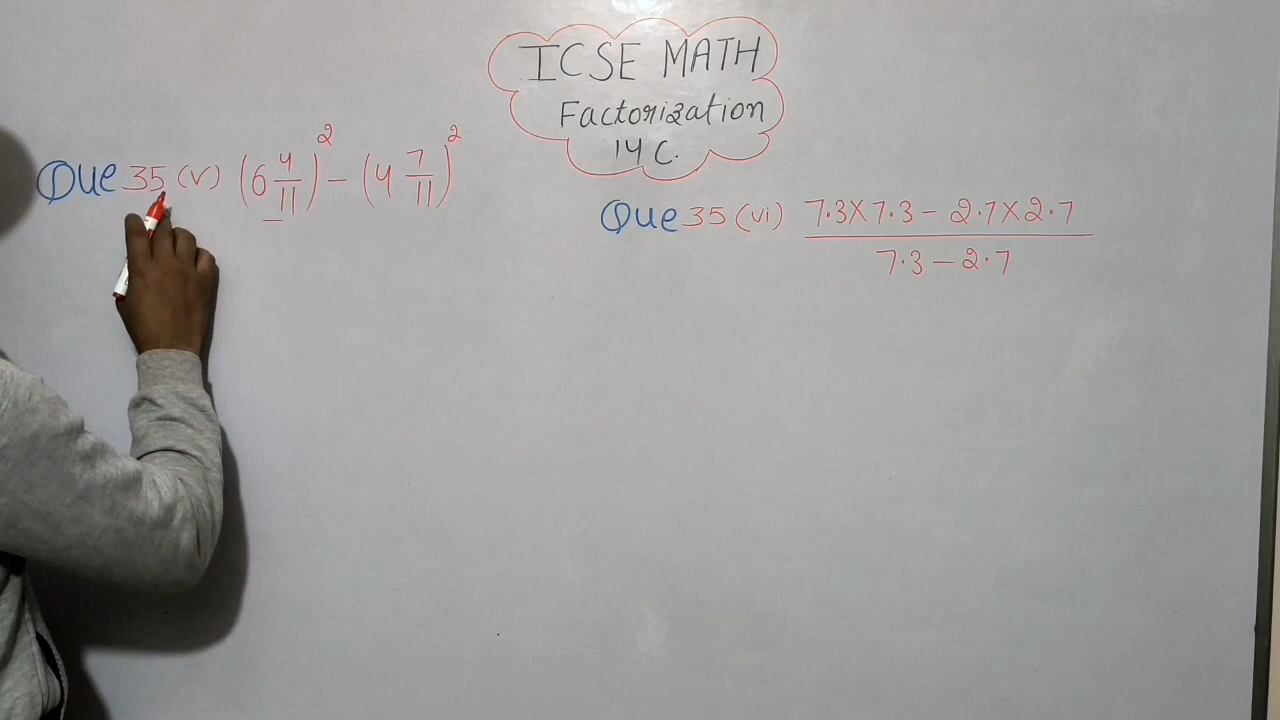 ICSE MATH
Factorization
14 C.
Que 35 (v) (6 4/11)² - (4 7/11)²
Que 35 (vi) 7.3 X 7.3 - 2.7 X 2.7 / 7.3 - 2.7